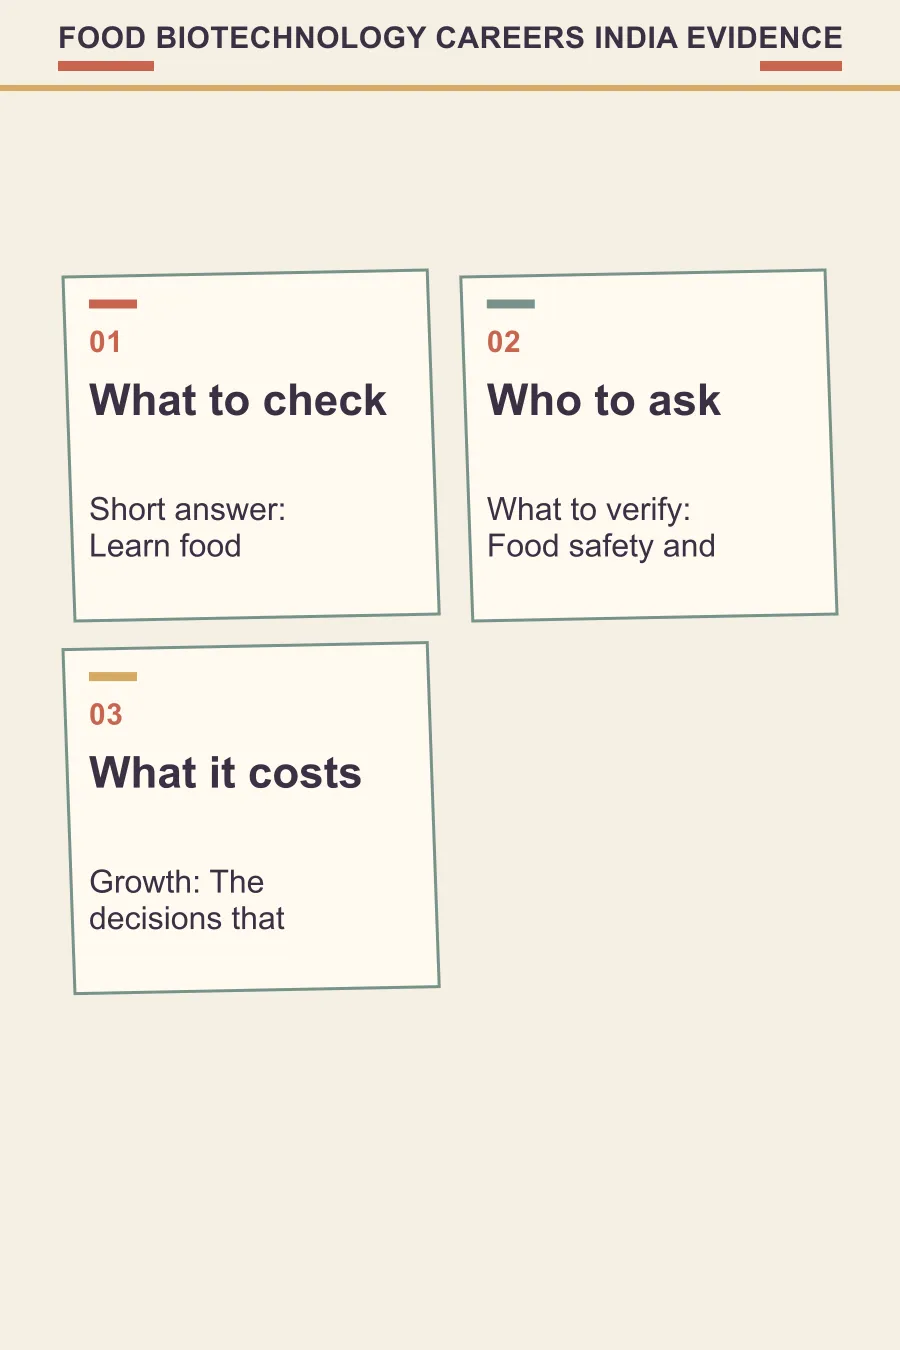 FOOD BIOTECHNOLOGY CAREERS INDIA EVIDENCE
01
What to check
Short answer:
Learn food
02
Who to ask
What to verify:
Food safety and
03
What it costs
Growth: The
decisions that